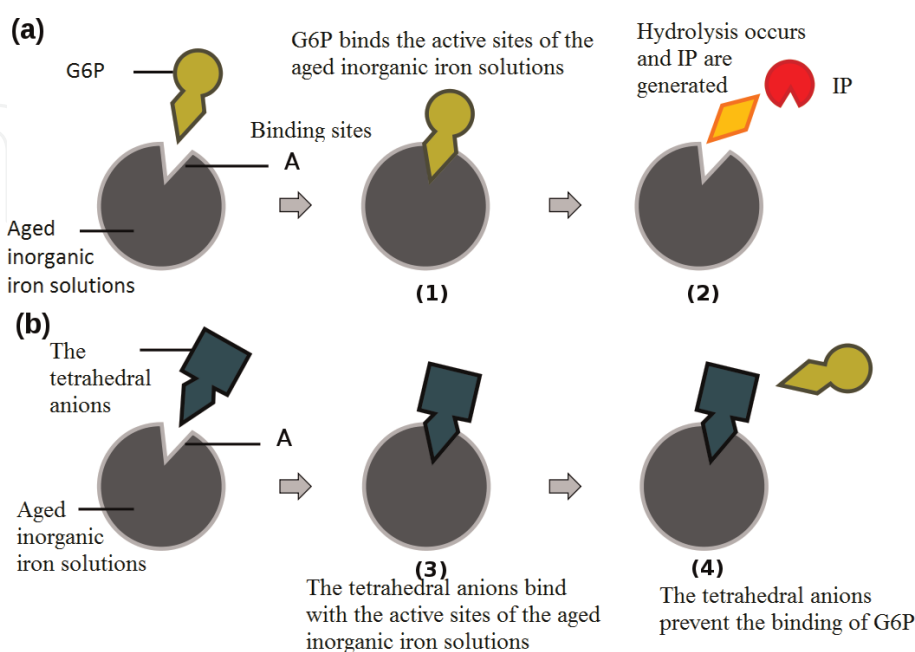 (a)
G6P
Binding sites
A
Aged
inorganic
iron solutions
G6P binds the active sites of the
aged inorganic iron solutions
(1)
Hydrolysis occurs
and IP are
generated
IP
(2)
(b)
The
tetrahedral
anions
A
Aged
inorganic
iron solutions
(3)
The tetrahedral anions bind
with the active sites of the aged
inorganic iron solutions
(4)
The tetrahedral anions
prevent the binding of G6P